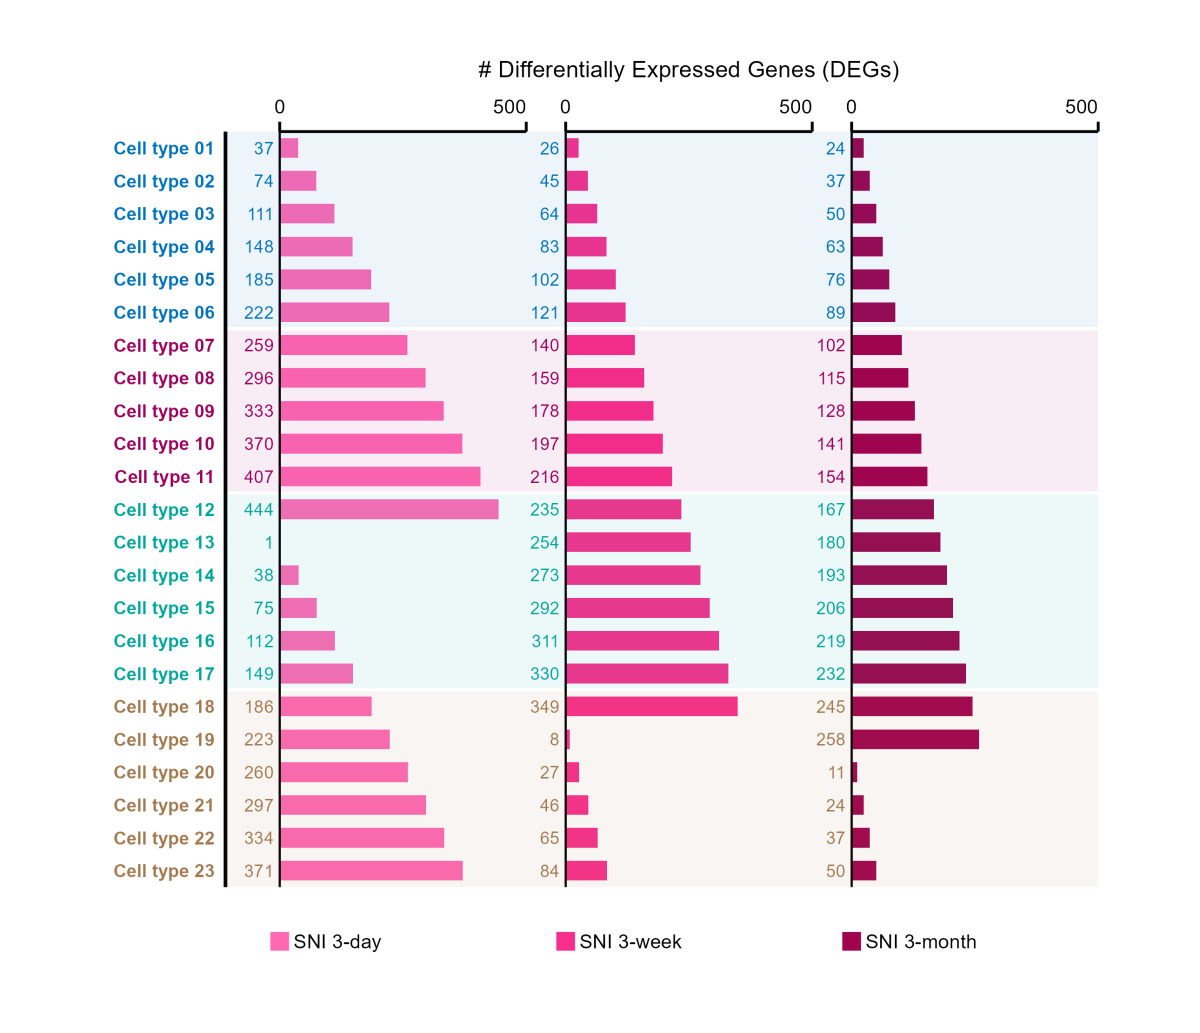 # Differentially Expressed Genes (DEGs)
0 500 0 500 0 500
Cell type 01 37 26 24
Cell type 02 74 45 37
Cell type 03 111 64 50
Cell type 04 148 83 63
Cell type 05 185 102 76
Cell type 06 222 121 89
Cell type 07 259 140 102
Cell type 08 296 159 115
Cell type 09 333 178 128
Cell type 10 370 197 141
Cell type 11 407 216 154
Cell type 12 444 235 167
Cell type 13 1 254 180
Cell type 14 38 273 193
Cell type 15 75 292 206
Cell type 16 112 311 219
Cell type 17 149 330 232
Cell type 18 186 349 245
Cell type 19 223 8 258
Cell type 20 260 27 11
Cell type 21 297 46 24
Cell type 22 334 65 37
Cell type 23 371 84 50
SNI 3-day SNI 3-week SNI 3-month